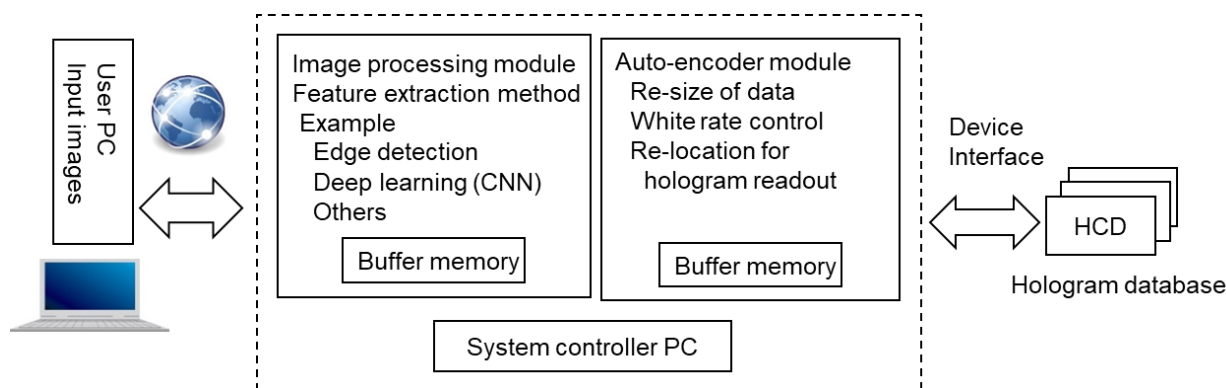 User PC
Input images
Image processing module
Feature extraction method
Example
Edge detection
Deep learning (CNN)
Others
Buffer memory
Auto-encoder module
Re-size of data
White rate control
Re-location for
hologram readout
Buffer memory
System controller PC
Device
Interface
HCD
Hologram database